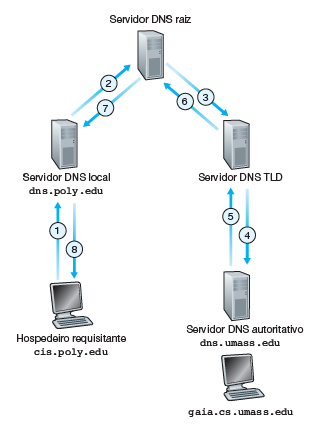 Servidor DNS raiz
2
3
7
6
Servidor DNS local
dns.poly.edu
Servidor DNS TLD
1
8
5
4
Hospedeiro requisitante
cis.poly.edu
Servidor DNS autoritativo
dns.umass.edu
gaia.cs.umass.edu